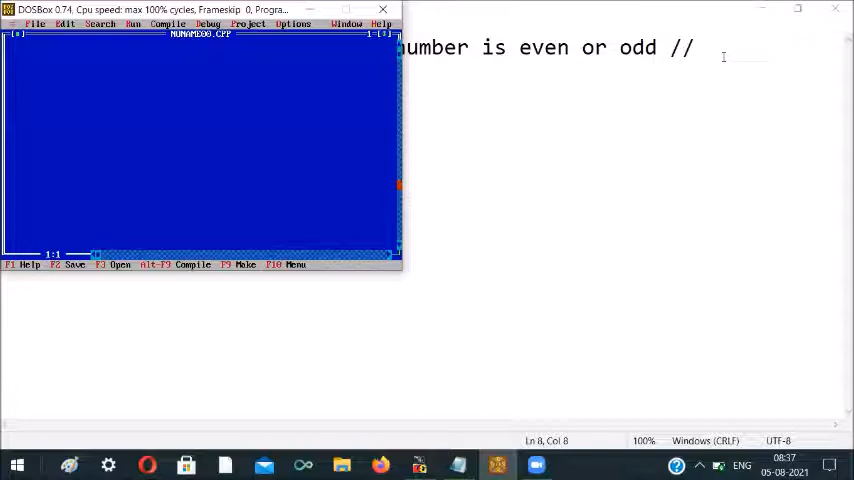 DOSBox 0.74, Cpu speed: max 100% cycles, Frameskip 0, Progra...
≡ File Edit Search Run Compile Debug Project Options Window Help
[■] NONAME00.CPP 1=[↕]
number is even or odd //
1:1
F1 Help F2 Save F3 Open Alt-F9 Compile F9 Make F10 Menu
Ln 8, Col 8 100% Windows (CRLF) UTF-8
ENG 08:37
05-08-2021